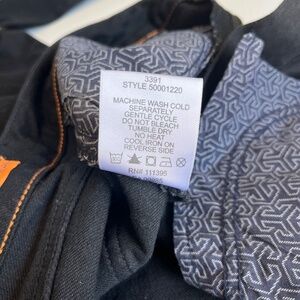 3391
STYLE 50001220
MACHINE WASH COLD
SEPARATELY
GENTLE CYCLE
DO NOT BLEACH
TUMBLE DRY
NO HEAT
COOL IRON ON
REVERSE SIDE
RN# 111395